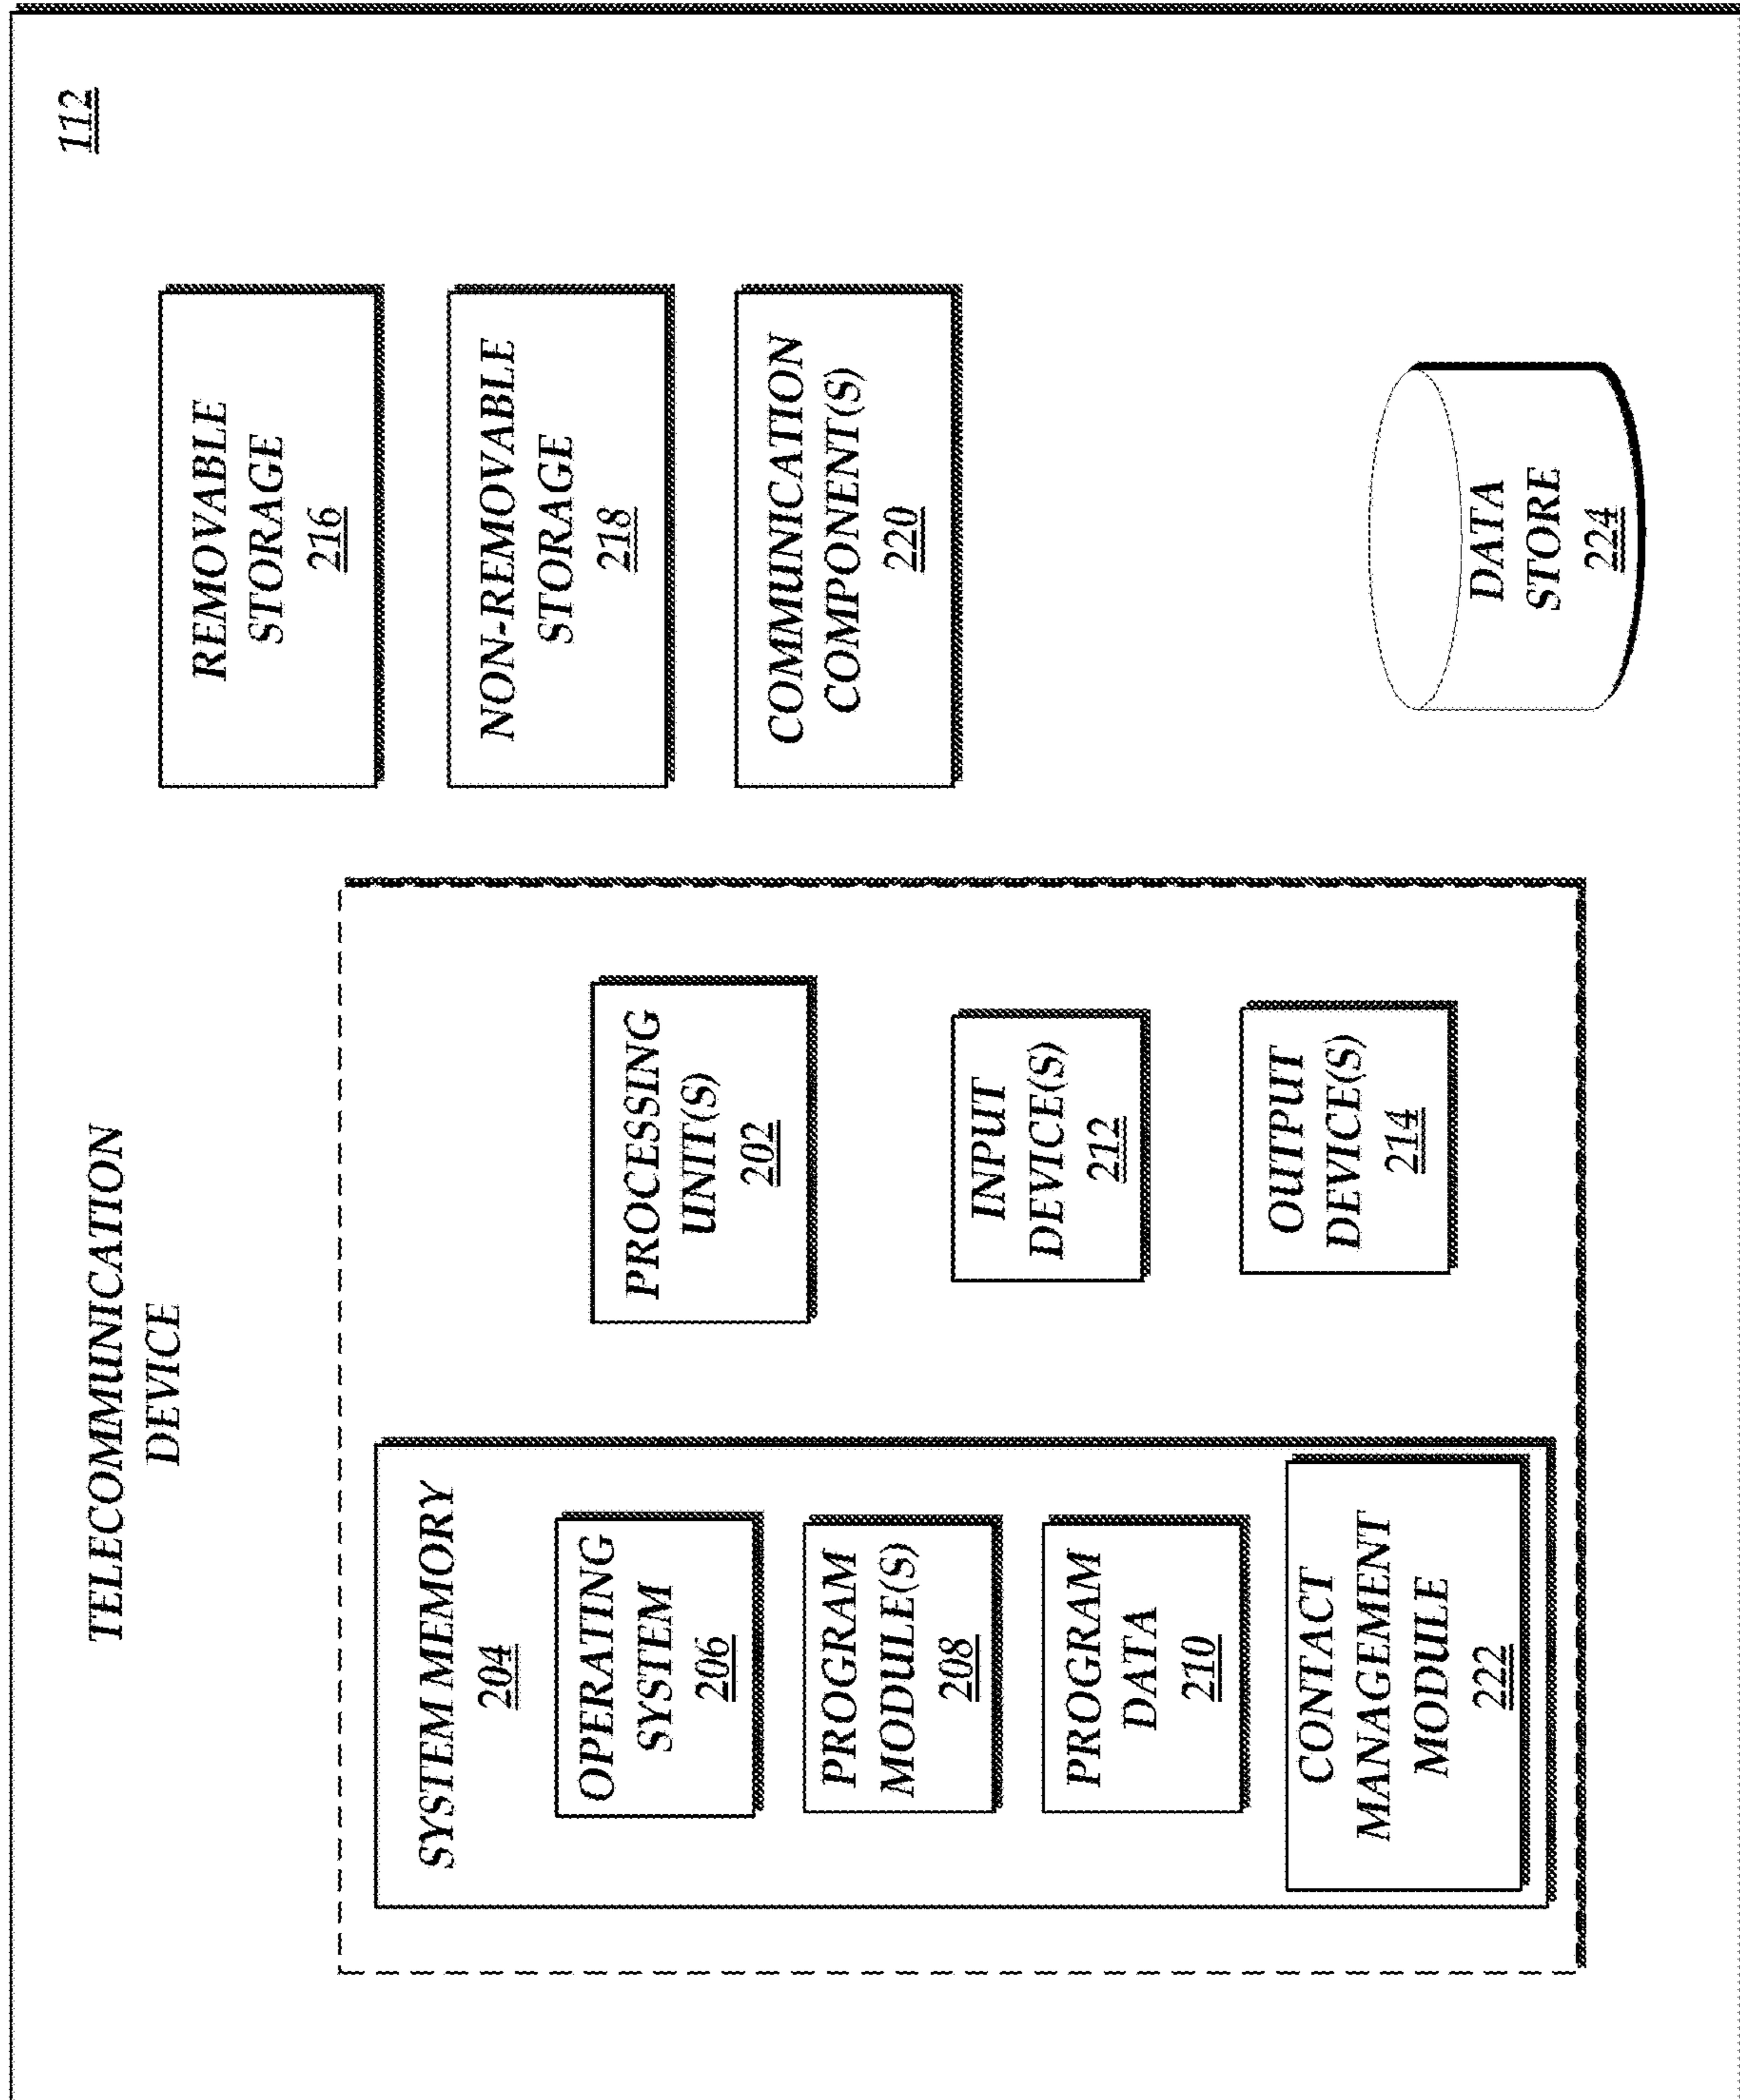 TELECOMMUNICATION
DEVICE
112
SYSTEM MEMORY
204
OPERATING
SYSTEM
206
PROGRAM
MODULE(S)
208
PROGRAM
DATA
210
CONTACT
MANAGEMENT
MODULE
222
PROCESSING
UNIT(S)
202
INPUT
DEVICE(S)
212
OUTPUT
DEVICE(S)
214
REMOVABLE
STORAGE
216
NON-REMOVABLE
STORAGE
218
COMMUNICATION
COMPONENT(S)
220
DATA
STORE
224